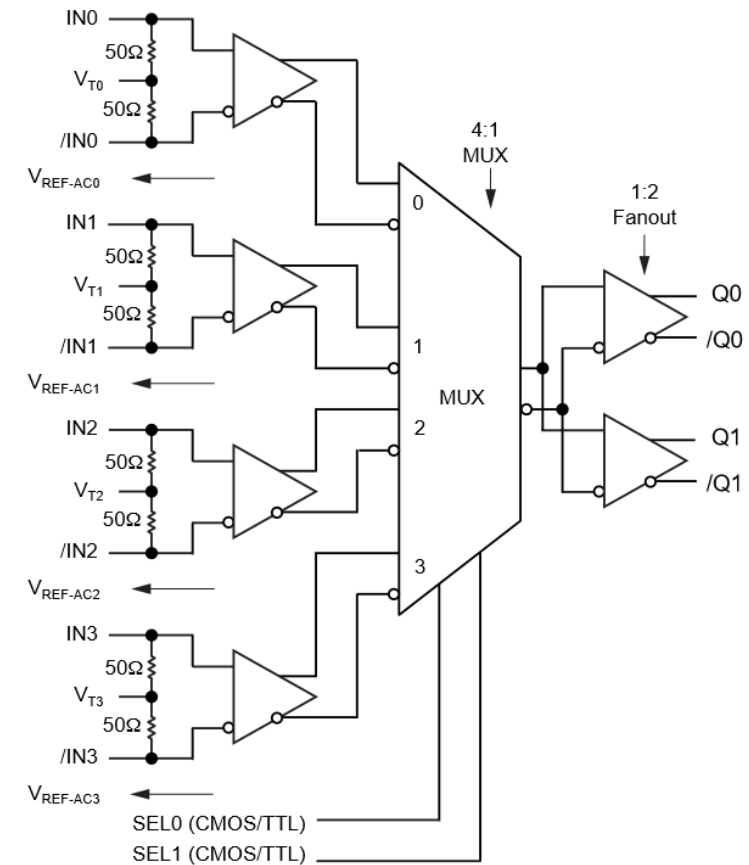 IN0
50Ω
VT0
50Ω
/IN0
VREF-AC0
IN1
50Ω
VT1
50Ω
/IN1
VREF-AC1
IN2
50Ω
VT2
50Ω
/IN2
VREF-AC2
IN3
50Ω
VT3
50Ω
/IN3
VREF-AC3
SEL0 (CMOS/TTL)
SEL1 (CMOS/TTL)
4:1
MUX
0
1
2
3
MUX
1:2
Fanout
Q0
/Q0
Q1
/Q1